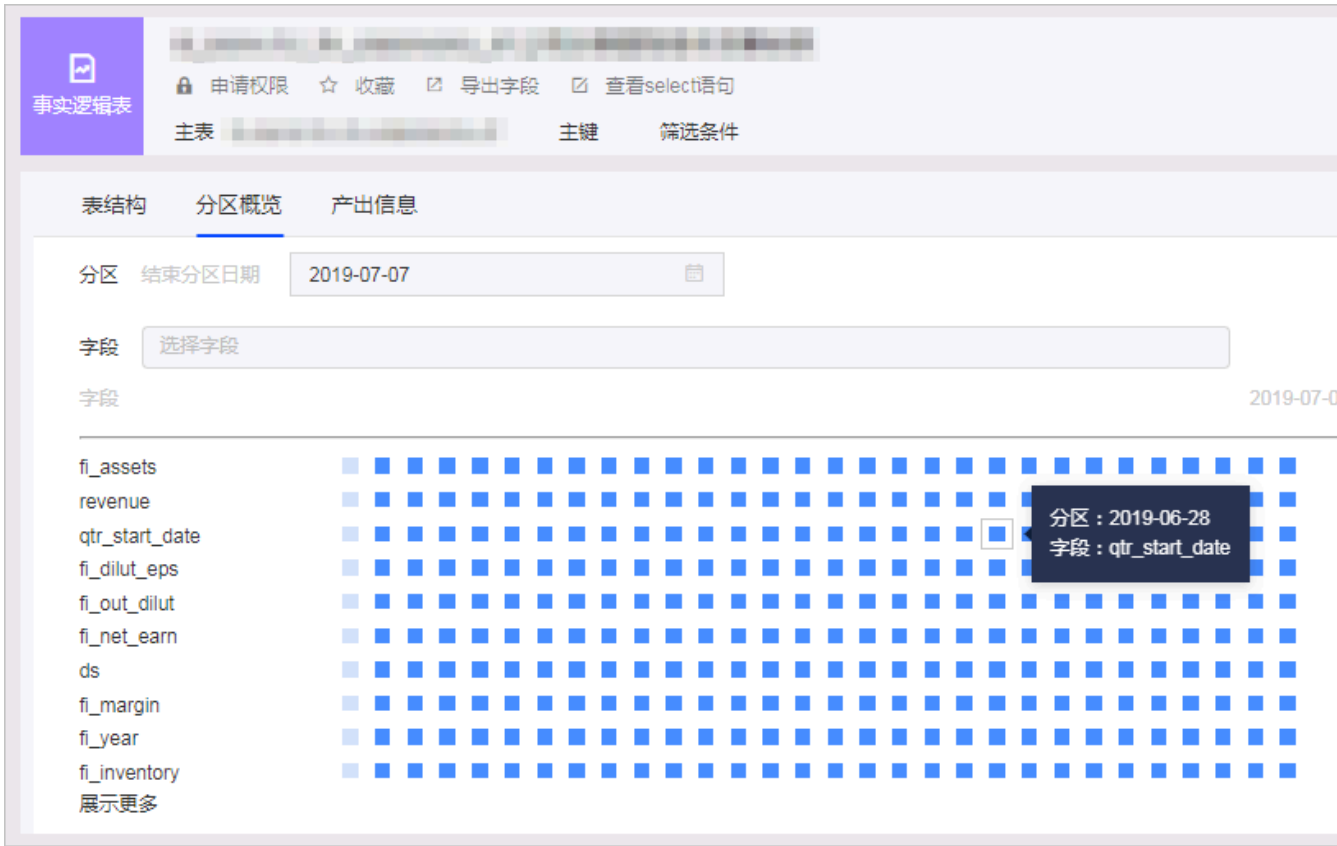 事实逻辑表
申请权限 收藏 导出字段 查看select语句
主表 主键 筛选条件
表结构 分区概览 产出信息
分区 结束分区日期 2019-07-07
字段 选择字段
字段 2019-07-0
fi_assets
revenue
分区：2019-06-28
qtr_start_date
字段：qtr_start_date
fi_dilut_eps
fi_out_dilut
fi_net_earn
ds
fi_margin
fi_year
fi_inventory
展示更多